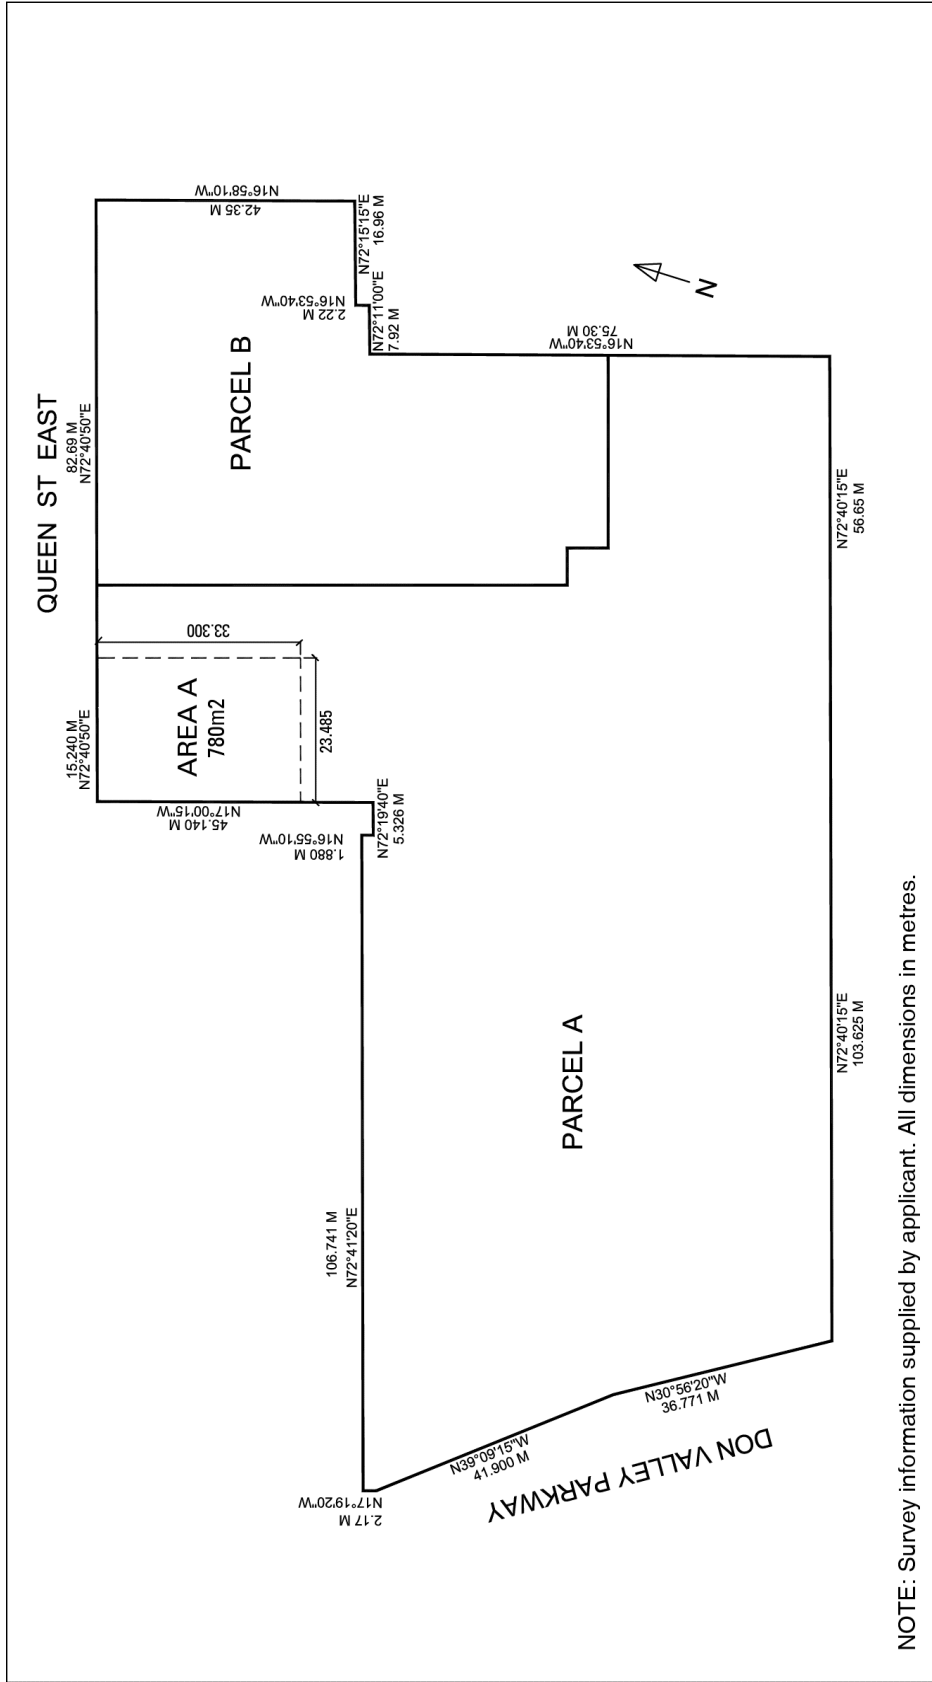 QUEEN ST EAST
82.69 M
N72°40'50"E
15.240 M
N72°40'50"E
N16°58'10"W
42.35 M
PARCEL B
N72°15'15"E
16.96 M
N16°53'40"W
2.22 M
N72°11'00"E
7.92 M
N16°53'40"W
75.30 M
N
33.300
AREA A
780m2
23.485
N17°00'15"W
45.140 M
N72°19'40"E
5.326 M
N16°55'10"W
1.880 M
106.741 M
N72°41'20"E
PARCEL A
N72°40'15"E
56.65 M
N72°40'15"E
103.625 M
N17°19'20"W
2.17 M
N39°09'15"W
41.900 M
N30°56'20"W
36.771 M
DON VALLEY PARKWAY
NOTE: Survey information supplied by applicant. All dimensions in metres.